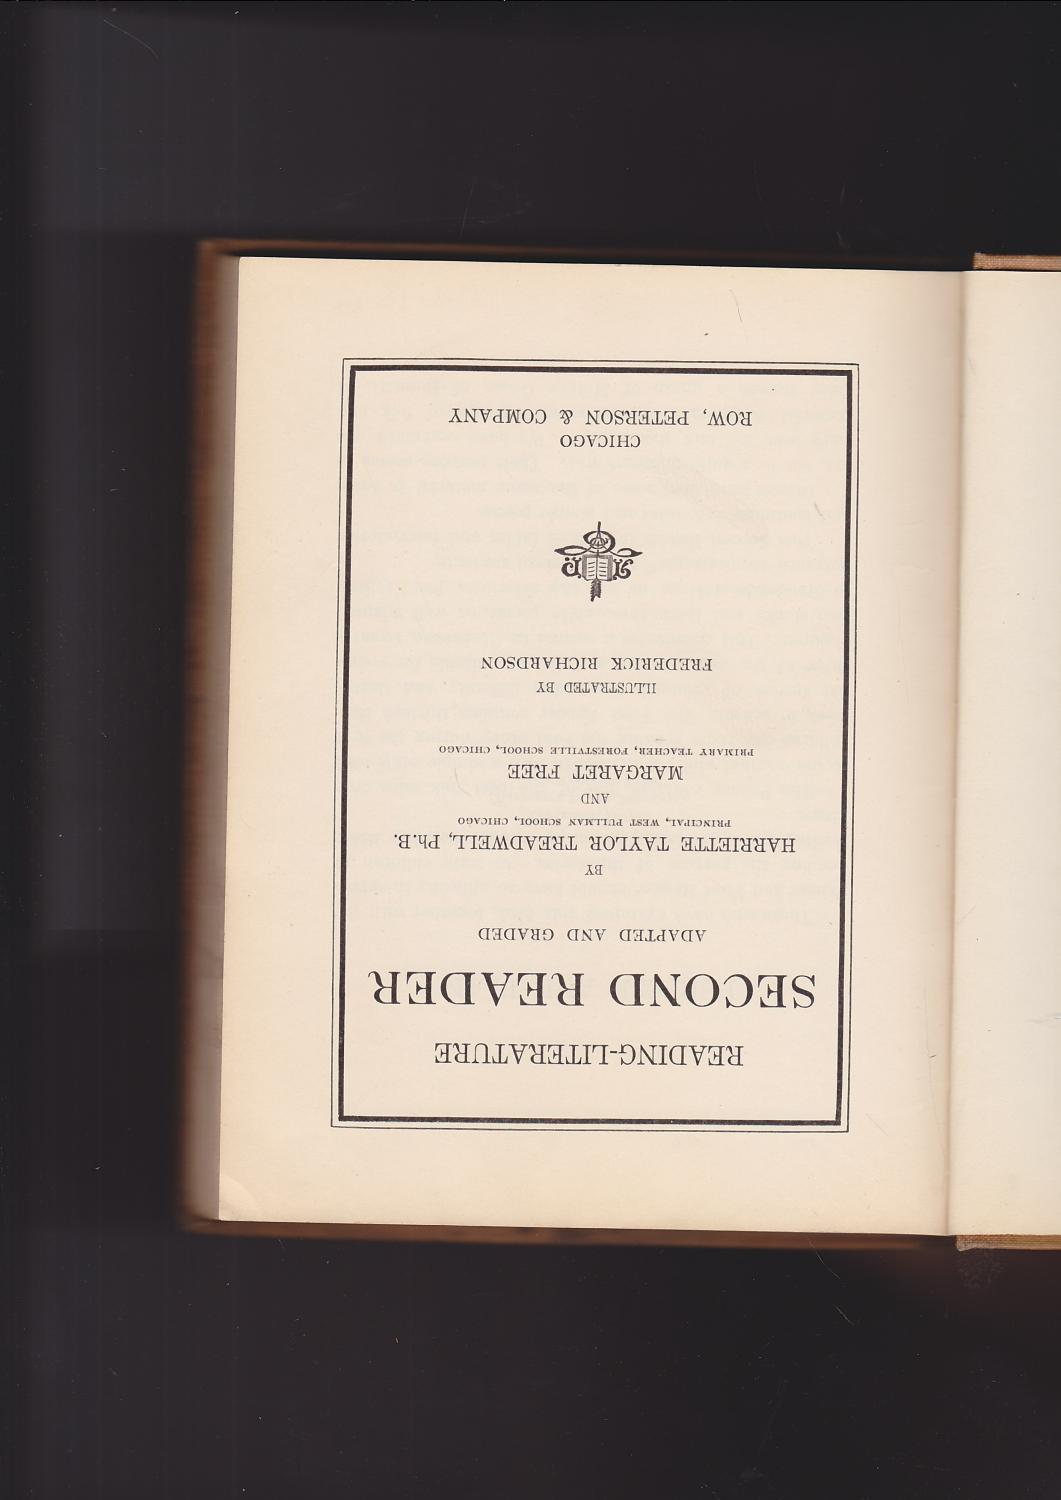 READING-LITERATURE
SECOND READER
ADAPTED AND GRADED
BY
HARRIETTE TAYLOR TREADWELL, Ph.B.
PRINCIPAL, WEST PULLMAN SCHOOL, CHICAGO
AND
MARGARET FREE
PRIMARY TEACHER, FORESTVILLE SCHOOL, CHICAGO
ILLUSTRATED BY
FREDERICK RICHARDSON
CHICAGO
ROW, PETERSON & COMPANY